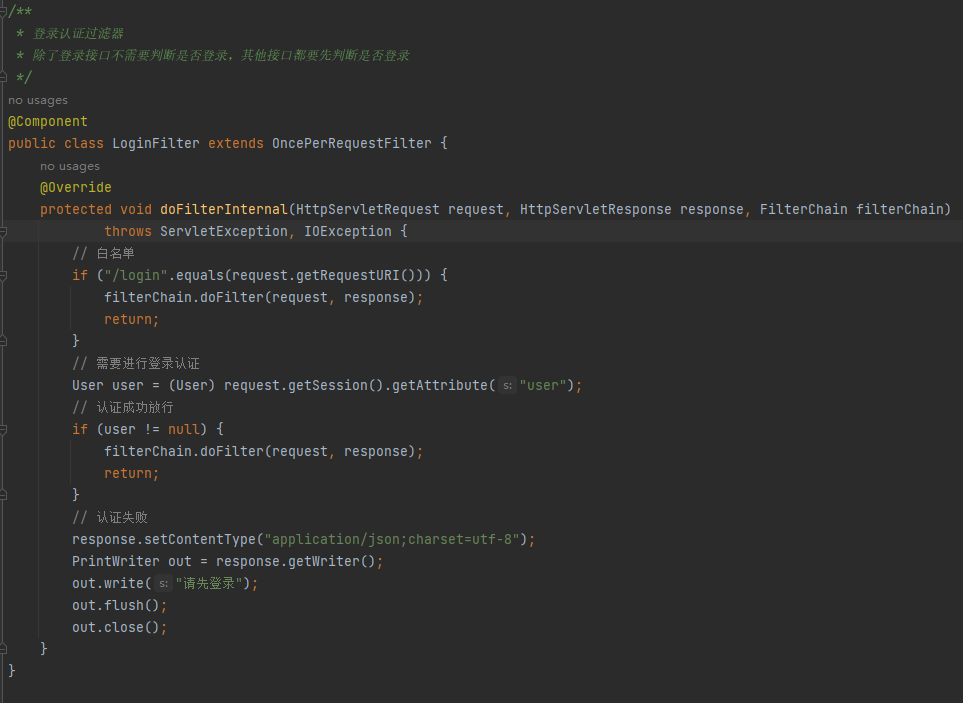 /**
 * 登录认证过滤器
 * 除了登录接口不需要判断是否登录，其他接口都要先判断是否登录
 */
no usages
@Component
public class LoginFilter extends OncePerRequestFilter {
    no usages
    @Override
    protected void doFilterInternal(HttpServletRequest request, HttpServletResponse response, FilterChain filterChain)
            throws ServletException, IOException {
        // 白名单
        if ("/login".equals(request.getRequestURI())) {
            filterChain.doFilter(request, response);
            return;
        }
        // 需要进行登录认证
        User user = (User) request.getSession().getAttribute( s: "user");
        // 认证成功放行
        if (user != null) {
            filterChain.doFilter(request, response);
            return;
        }
        // 认证失败
        response.setContentType("application/json;charset=utf-8");
        PrintWriter out = response.getWriter();
        out.write( s: "请先登录");
        out.flush();
        out.close();
    }
}